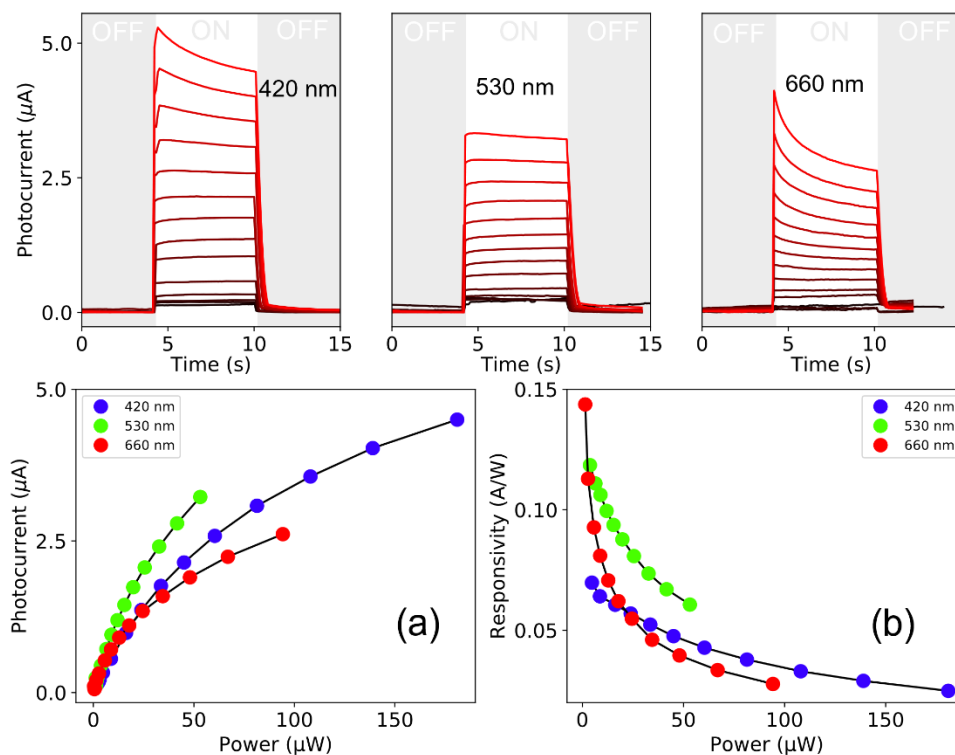 OFF ON OFF
OFF ON OFF
OFF ON OFF
420 nm
530 nm
660 nm
Photocurrent (μA)
5.0
2.5
0.0
0 5 10 15
0 5 10 15
0 5 10
Time (s)
Time (s)
Time (s)
Photocurrent (μA)
5.0
2.5
0.0
420 nm
530 nm
660 nm
(a)
0 50 100 150
Power (μW)
Responsivity (A/W)
0.15
0.10
0.05
420 nm
530 nm
660 nm
(b)
0 50 100 150
Power (μW)